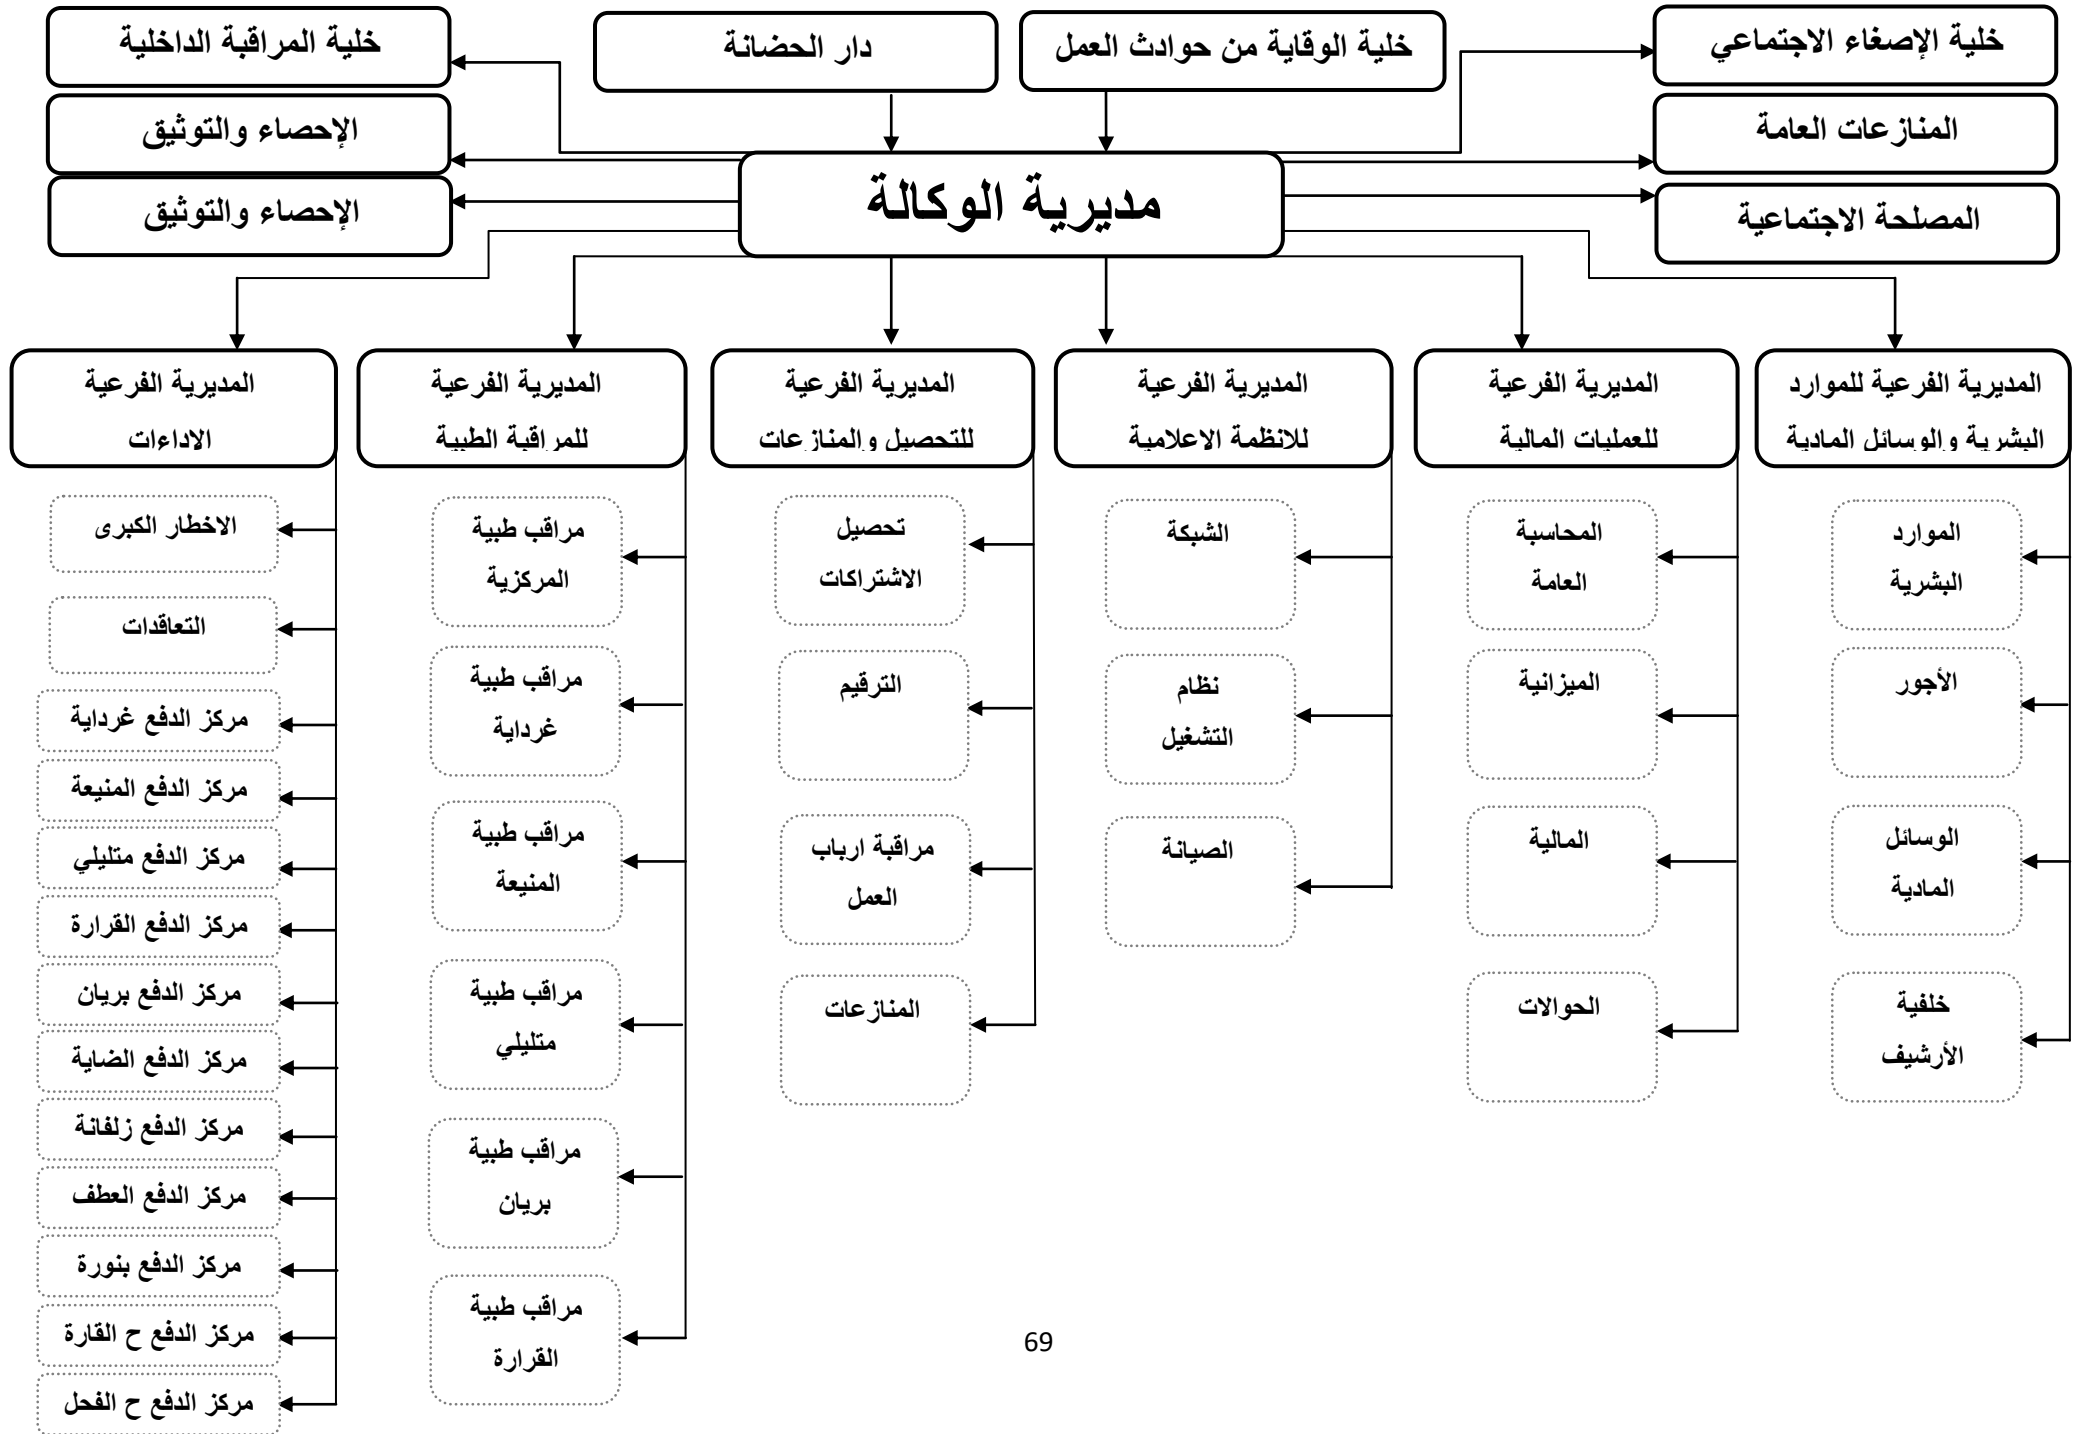 خلية الإصغاء الاجتماعي
خلية الوقاية من حوادث العمل
دار الحضانة
خلية المراقبة الداخلية
المنازعات العامة
الإحصاء والتوثيق
مديرية الوكالة
المصلحة الاجتماعية
الإحصاء والتوثيق
المديرية الفرعية للموارد
البشرية والوسائل المادية
المديرية الفرعية
للعمليات المالية
المديرية الفرعية
للانظمة الاعلامية
المديرية الفرعية
للتحصيل والمنازعات
المديرية الفرعية
للمراقبة الطبية
المديرية الفرعية
الاداءات
الموارد
البشرية
الأجور
الوسائل
المادية
خلفية
الأرشيف
المحاسبة
العامة
الميزانية
المالية
الحوالات
الشبكة
نظام
التشغيل
الصيانة
تحصيل
الاشتراكات
الترقيم
مراقبة ارباب
العمل
المنازعات
مراقب طبية
المركزية
مراقب طبية
غرداية
مراقب طبية
المنيعة
مراقب طبية
متليلي
مراقب طبية
بريان
مراقب طبية
القرارة
الاخطار الكبرى
التعاقدات
مركز الدفع غرداية
مركز الدفع المنيعة
مركز الدفع متليلي
مركز الدفع القرارة
مركز الدفع بريان
مركز الدفع الضاية
مركز الدفع زلفانة
مركز الدفع العطف
مركز الدفع بنورة
مركز الدفع ح القارة
مركز الدفع ح الفحل
69